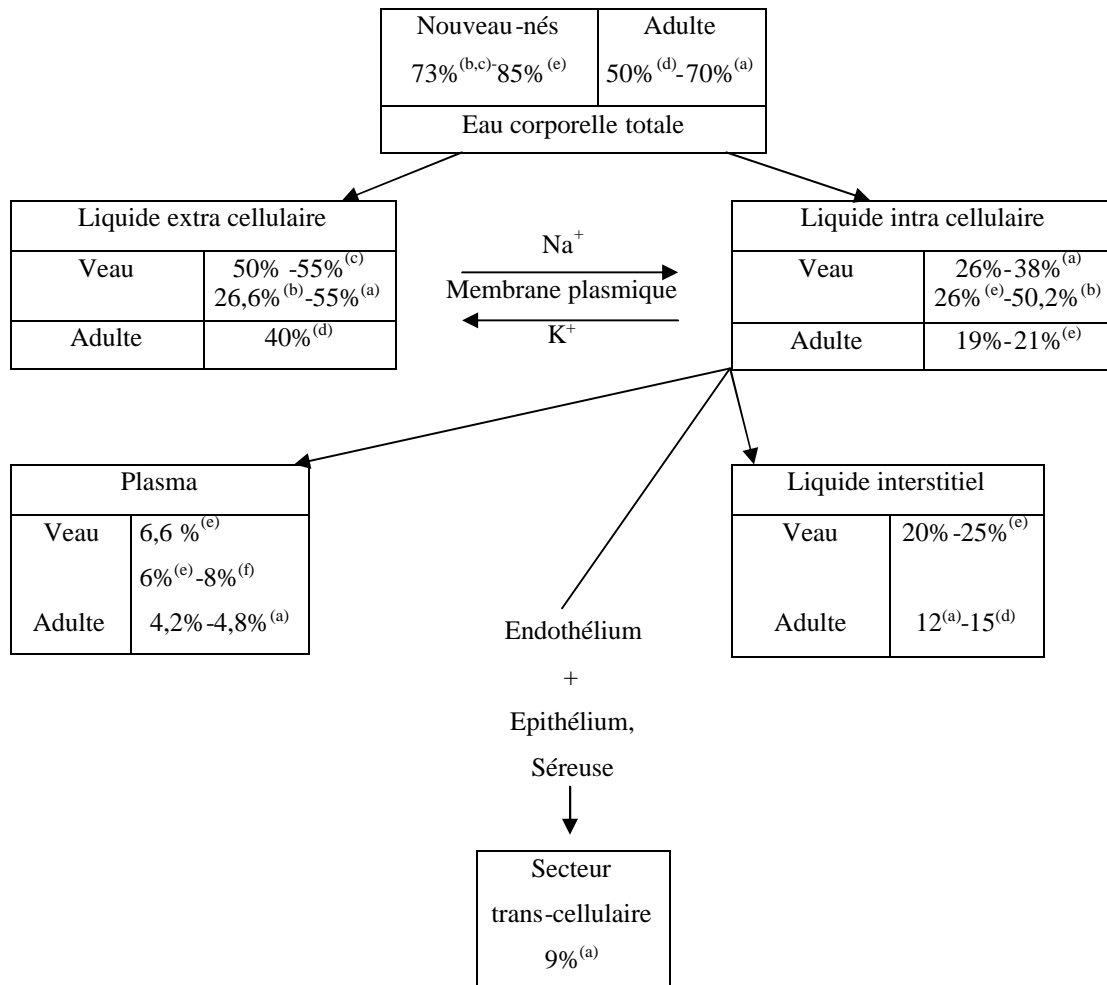 Nouveau-nés Adulte
73%(b,c)-85%(e) 50%(d)-70%(a)
Eau corporelle totale
Liquide extra cellulaire
Veau 50% -55%(c)
26,6%(b)-55%(a)
Adulte 40%(d)
Na+
Membrane plasmique
K+
Liquide intra cellulaire
Veau 26%-38%(a)
26%(e)-50,2%(b)
Adulte 19%-21%(e)
Plasma
Veau 6,6 %(e)
6%(e)-8%(f)
Adulte 4,2%-4,8%(a)
Liquide interstitiel
Veau 20%-25%(e)
Adulte 12(a)-15(d)
Endothélium
+
Epithélium,
Séreuse
Secteur
trans-cellulaire
9%(a)